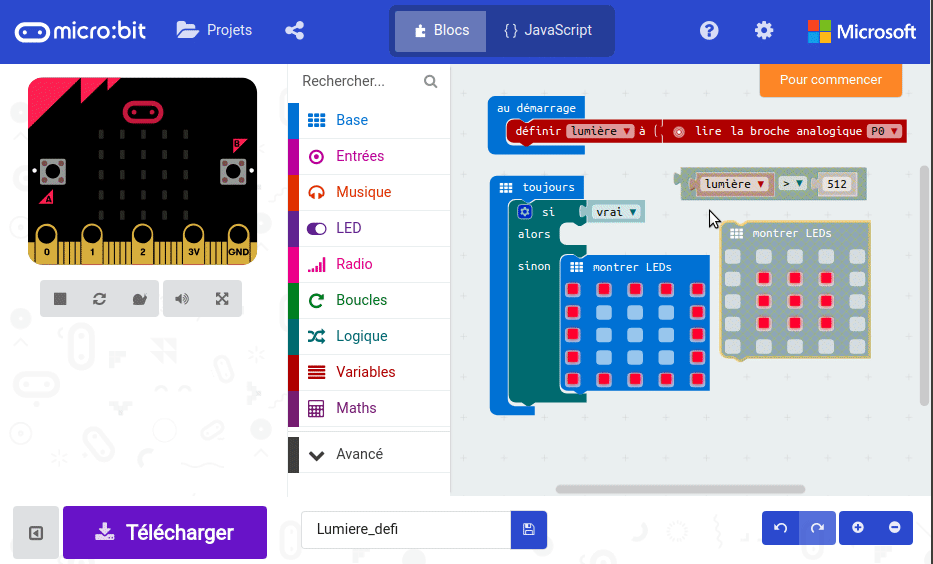 micro:bit
Projets
Blocs
{ } JavaScript
?
Microsoft
Rechercher...
Pour commencer
Base
Entrées
Musique
LED
Radio
Boucles
Logique
Variables
Maths
Avancé
B
A
0 1 2 3V GND
au démarrage
définir lumière ▼ à ( lire la broche analogique P0 ▼
lumière ▼ > ▼ 512
toujours
si vrai ▼
alors
sinon
montrer LEDs
montrer LEDs
Télécharger
Lumiere_defi